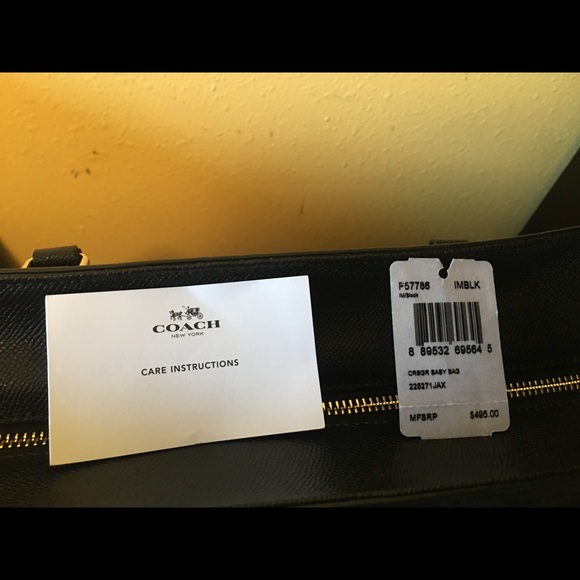 COACH
NEW YORK
CARE INSTRUCTIONS
F57786 IMBLK
IM/Black
8 89532 69564 5
CRSGR BABY BAG
228271JAX
MFSRP $495.00